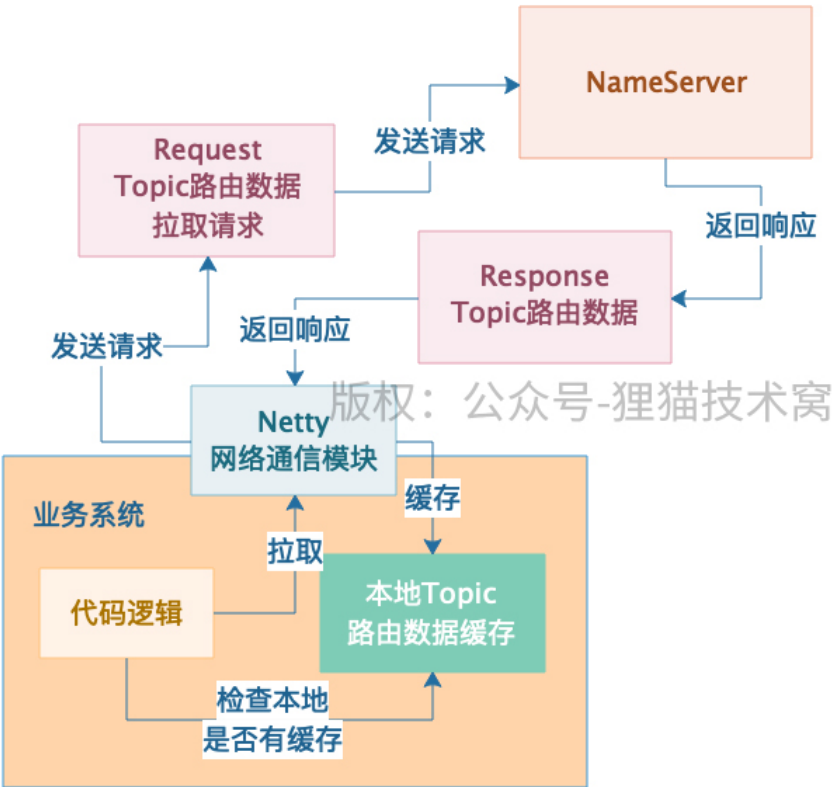 NameServer
发送请求
Request
Topic路由数据
拉取请求
返回响应
Response
Topic路由数据
返回响应
发送请求
版权：公众号-狸猫技术窝
Netty
网络通信模块
缓存
业务系统
拉取
本地Topic
路由数据缓存
代码逻辑
检查本地
是否有缓存